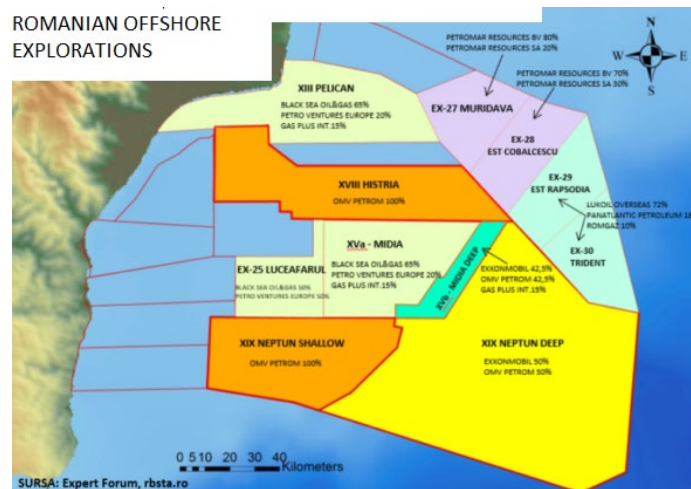 ROMANIAN OFFSHORE
EXPLORATIONS
N
W
E
S
PETROMAR RESOURCES BV 80%
PETROMAR RESOURCES SA 20%
PETROMAR RESOURCES BV 70%
PETROMAR RESOURCES SA 30%
XIII PELICAN
BLACK SEA OIL&GAS 65%
PETRO VENTURES EUROPE 20%
GAS PLUS INT.15%
EX-27 MURIDAVA
EX-28
EST COBALCESCU
EX-29
EST RAPSODIA
LUKOIL OVERSEAS 72%
PANATLANTIC PETROLEUM 18
ROMGAZ 10%
EX-30
TRIDENT
XVIII HISTRIA
OMV PETROM 100%
XVa - MIDIA
BLACK SEA OIL&GAS 65%
PETRO VENTURES EUROPE 20%
GAS PLUS INT.15%
EX-25 LUCEAFARUL
BLACK SEA OIL&GAS 50%
PETRO VENTURES EUROPE 50%
XVb - MIDIA DEEP
EXXONMOBIL 42,5%
OMV PETROM 42,5%
GAS PLUS INT.15%
XIX NEPTUN SHALLOW
OMV PETROM 100%
XIX NEPTUN DEEP
EXXONMOBIL 50%
OMV PETROM 50%
0 5 10 20 30 40
Kilometers
SURSA: Expert Forum, rbsta.ro